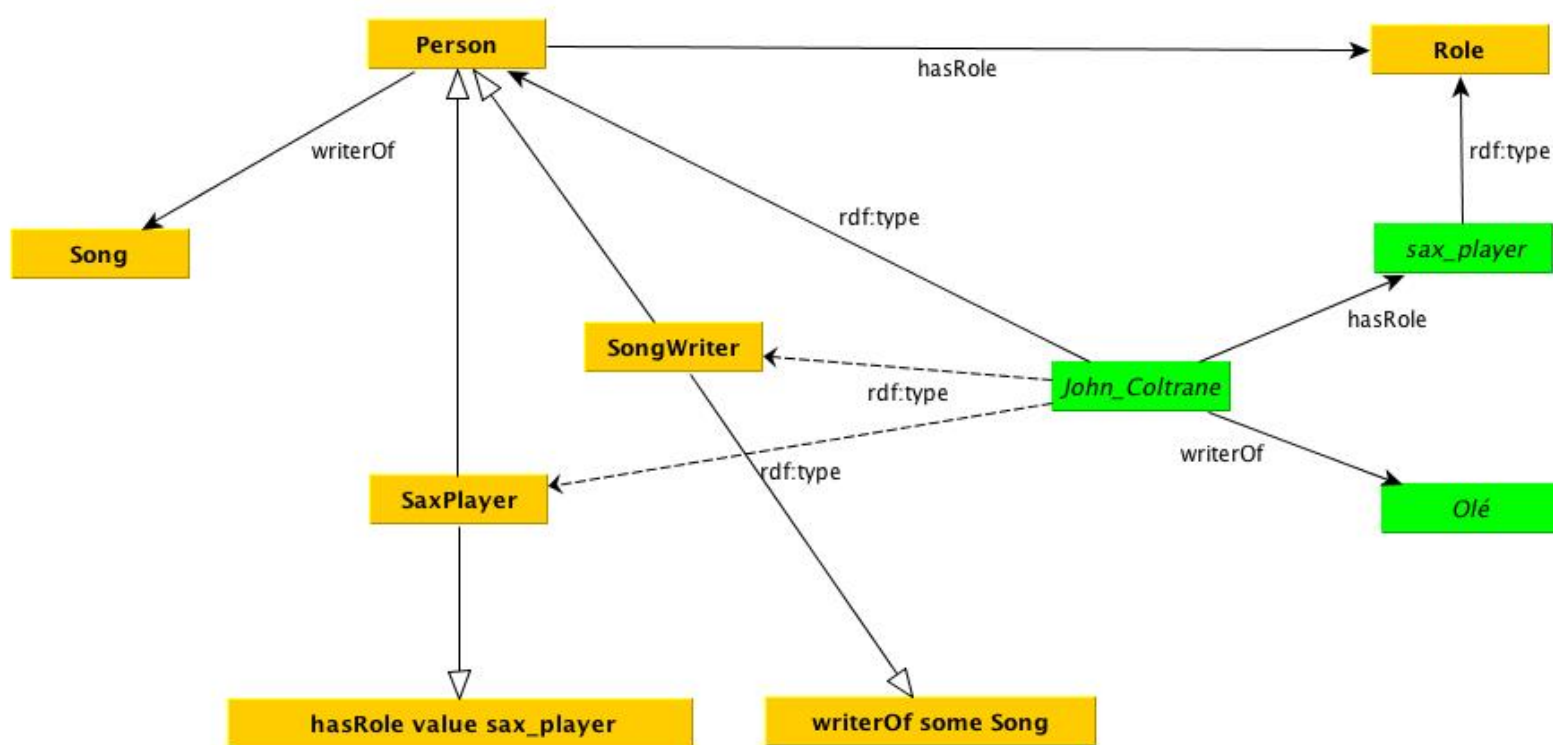 Person
Role
hasRole
writerOf
rdf:type
rdf:type
Song
sax_player
hasRole
SongWriter
John_Coltrane
rdf:type
writerOf
rdf:type
SaxPlayer
Olé
hasRole value sax_player
writerOf some Song